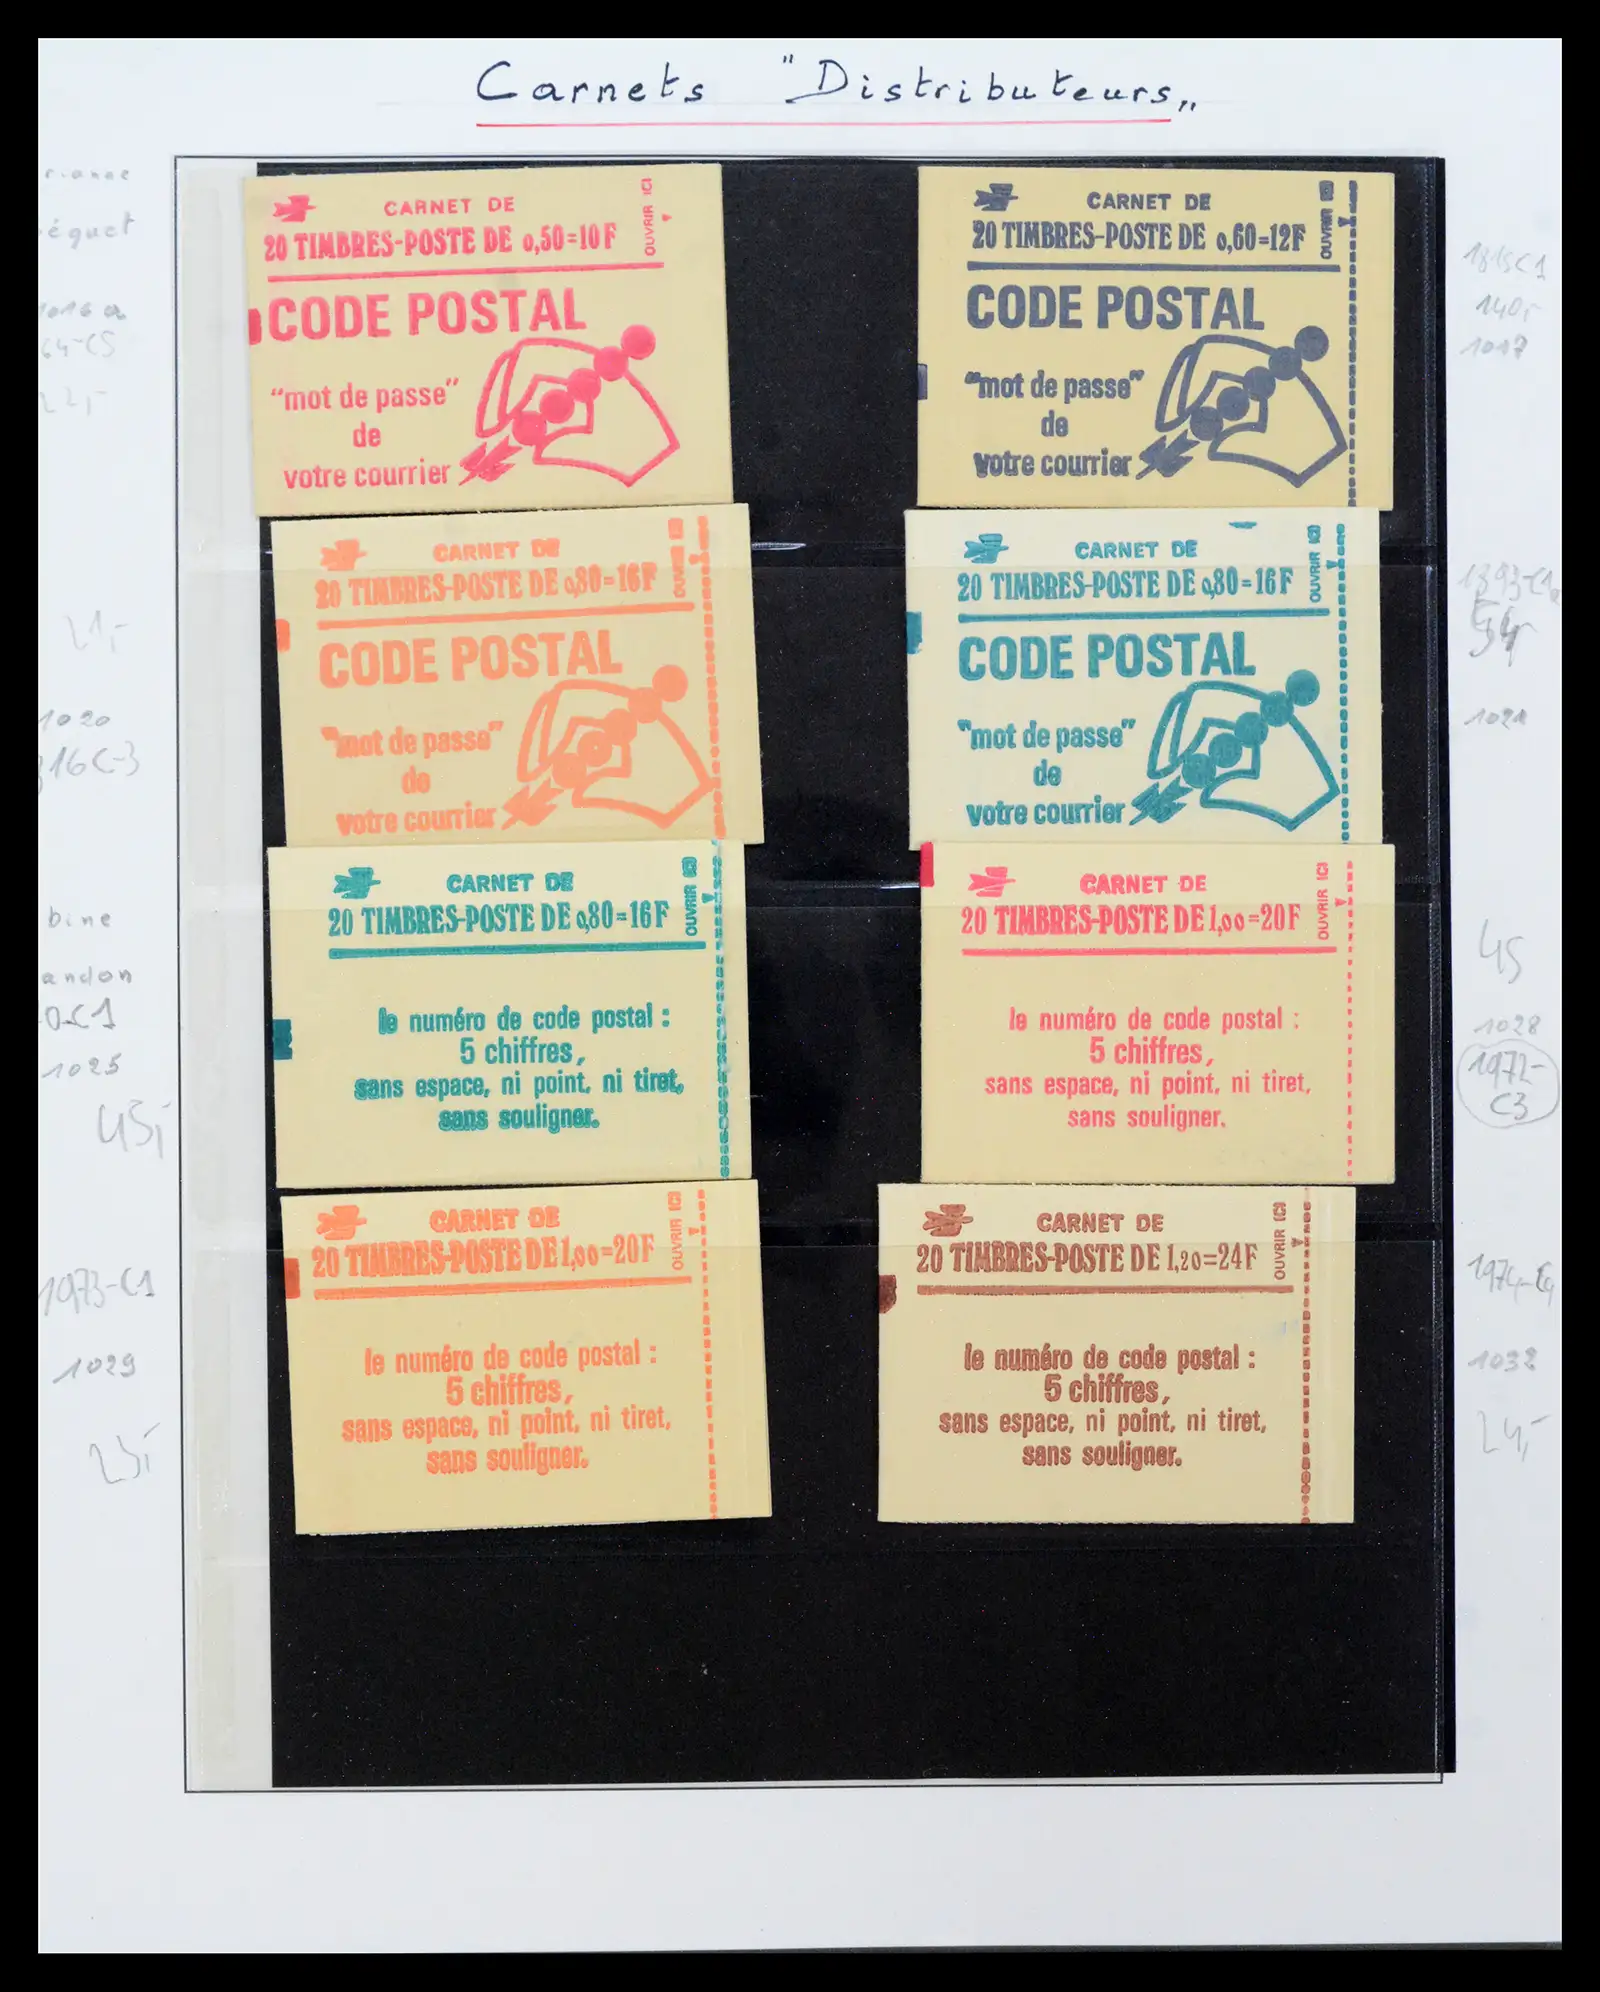 Carnets "Distributeurs"
CARNET DE
20 TIMBRES-POSTE DE 0,50=10F
OUVRIR ICI
CODE POSTAL
"mot de passe"
de
votre courrier
CARNET DE
20 TIMBRES-POSTE DE 0,60=12F
OUVRIR ICI
CODE POSTAL
"mot de passe"
de
votre courrier
1017
CARNET DE
20 TIMBRES-POSTE DE 0,80=16F
OUVRIR ICI
CODE POSTAL
"mot de passe"
de
votre courrier
21,-
1020
CARNET DE
20 TIMBRES-POSTE DE 0,80=16F
OUVRIR ICI
CODE POSTAL
"mot de passe"
de
votre courrier
CARNET DE
20 TIMBRES-POSTE DE 0,80=16F
OUVRIR ICI
le numéro de code postal :
5 chiffres,
sans espace, ni point, ni tiret,
sans souligner.
bine
andon
1025
45,-
CARNET DE
20 TIMBRES-POSTE DE 1,00=20F
OUVRIR ICI
le numéro de code postal :
5 chiffres,
sans espace, ni point, ni tiret,
sans souligner.
45
1028
1972-
C3
CARNET DE
20 TIMBRES-POSTE DE 1,00=20F
OUVRIR ICI
le numéro de code postal :
5 chiffres,
sans espace, ni point, ni tiret,
sans souligner.
1973-C1
1029
23,-
CARNET DE
20 TIMBRES-POSTE DE 1,20=24F
OUVRIR ICI
le numéro de code postal :
5 chiffres,
sans espace, ni point, ni tiret,
sans souligner.
1032
24,-